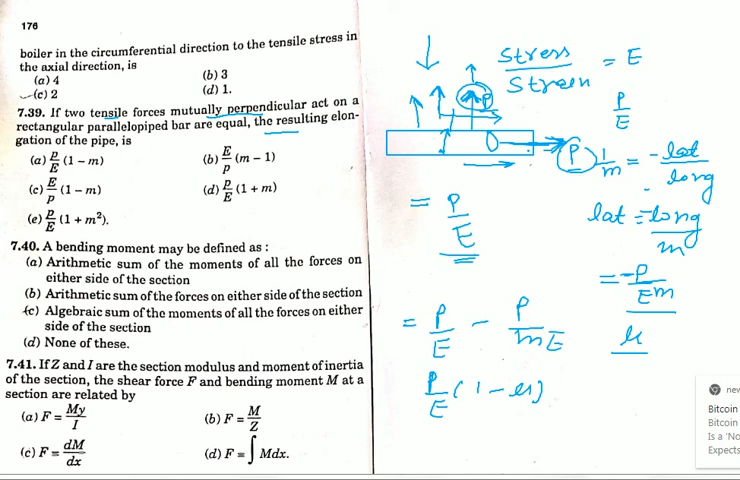 176
boiler in the circumferential direction to the tensile stress in
the axial direction, is
(a) 4
(b) 3
(c) 2
(d) 1.
7.39. If two tensile forces mutually perpendicular act on a
rectangular parallelopiped bar are equal, the resulting elon-
gation of the pipe, is
(a) p/E (1 – m)
(b) E/p (m – 1)
(c) E/p (1 – m)
(d) p/E (1 + m)
(e) p/E (1 + m²).
7.40. A bending moment may be defined as :
(a) Arithmetic sum of the moments of all the forces on
either side of the section
(b) Arithmetic sum of the forces on either side of the section
(c) Algebraic sum of the moments of all the forces on either
side of the section
(d) None of these.
7.41. If Z and I are the section modulus and moment of inertia
of the section, the shear force F and bending moment M at a
section are related by
(a) F = My/I
(b) F = M/Z
(c) F = dM/dx
(d) F = ∫ Mdx.
Stress/Strain = E
P/E
P
P
1/m = -lat/long
lat = -long/m
= P/E
= -P/Em
= P/E - P/mE
P/E (1 - μ)
μ
new
Bitcoin
Bitcoin
Is a 'No
Expects